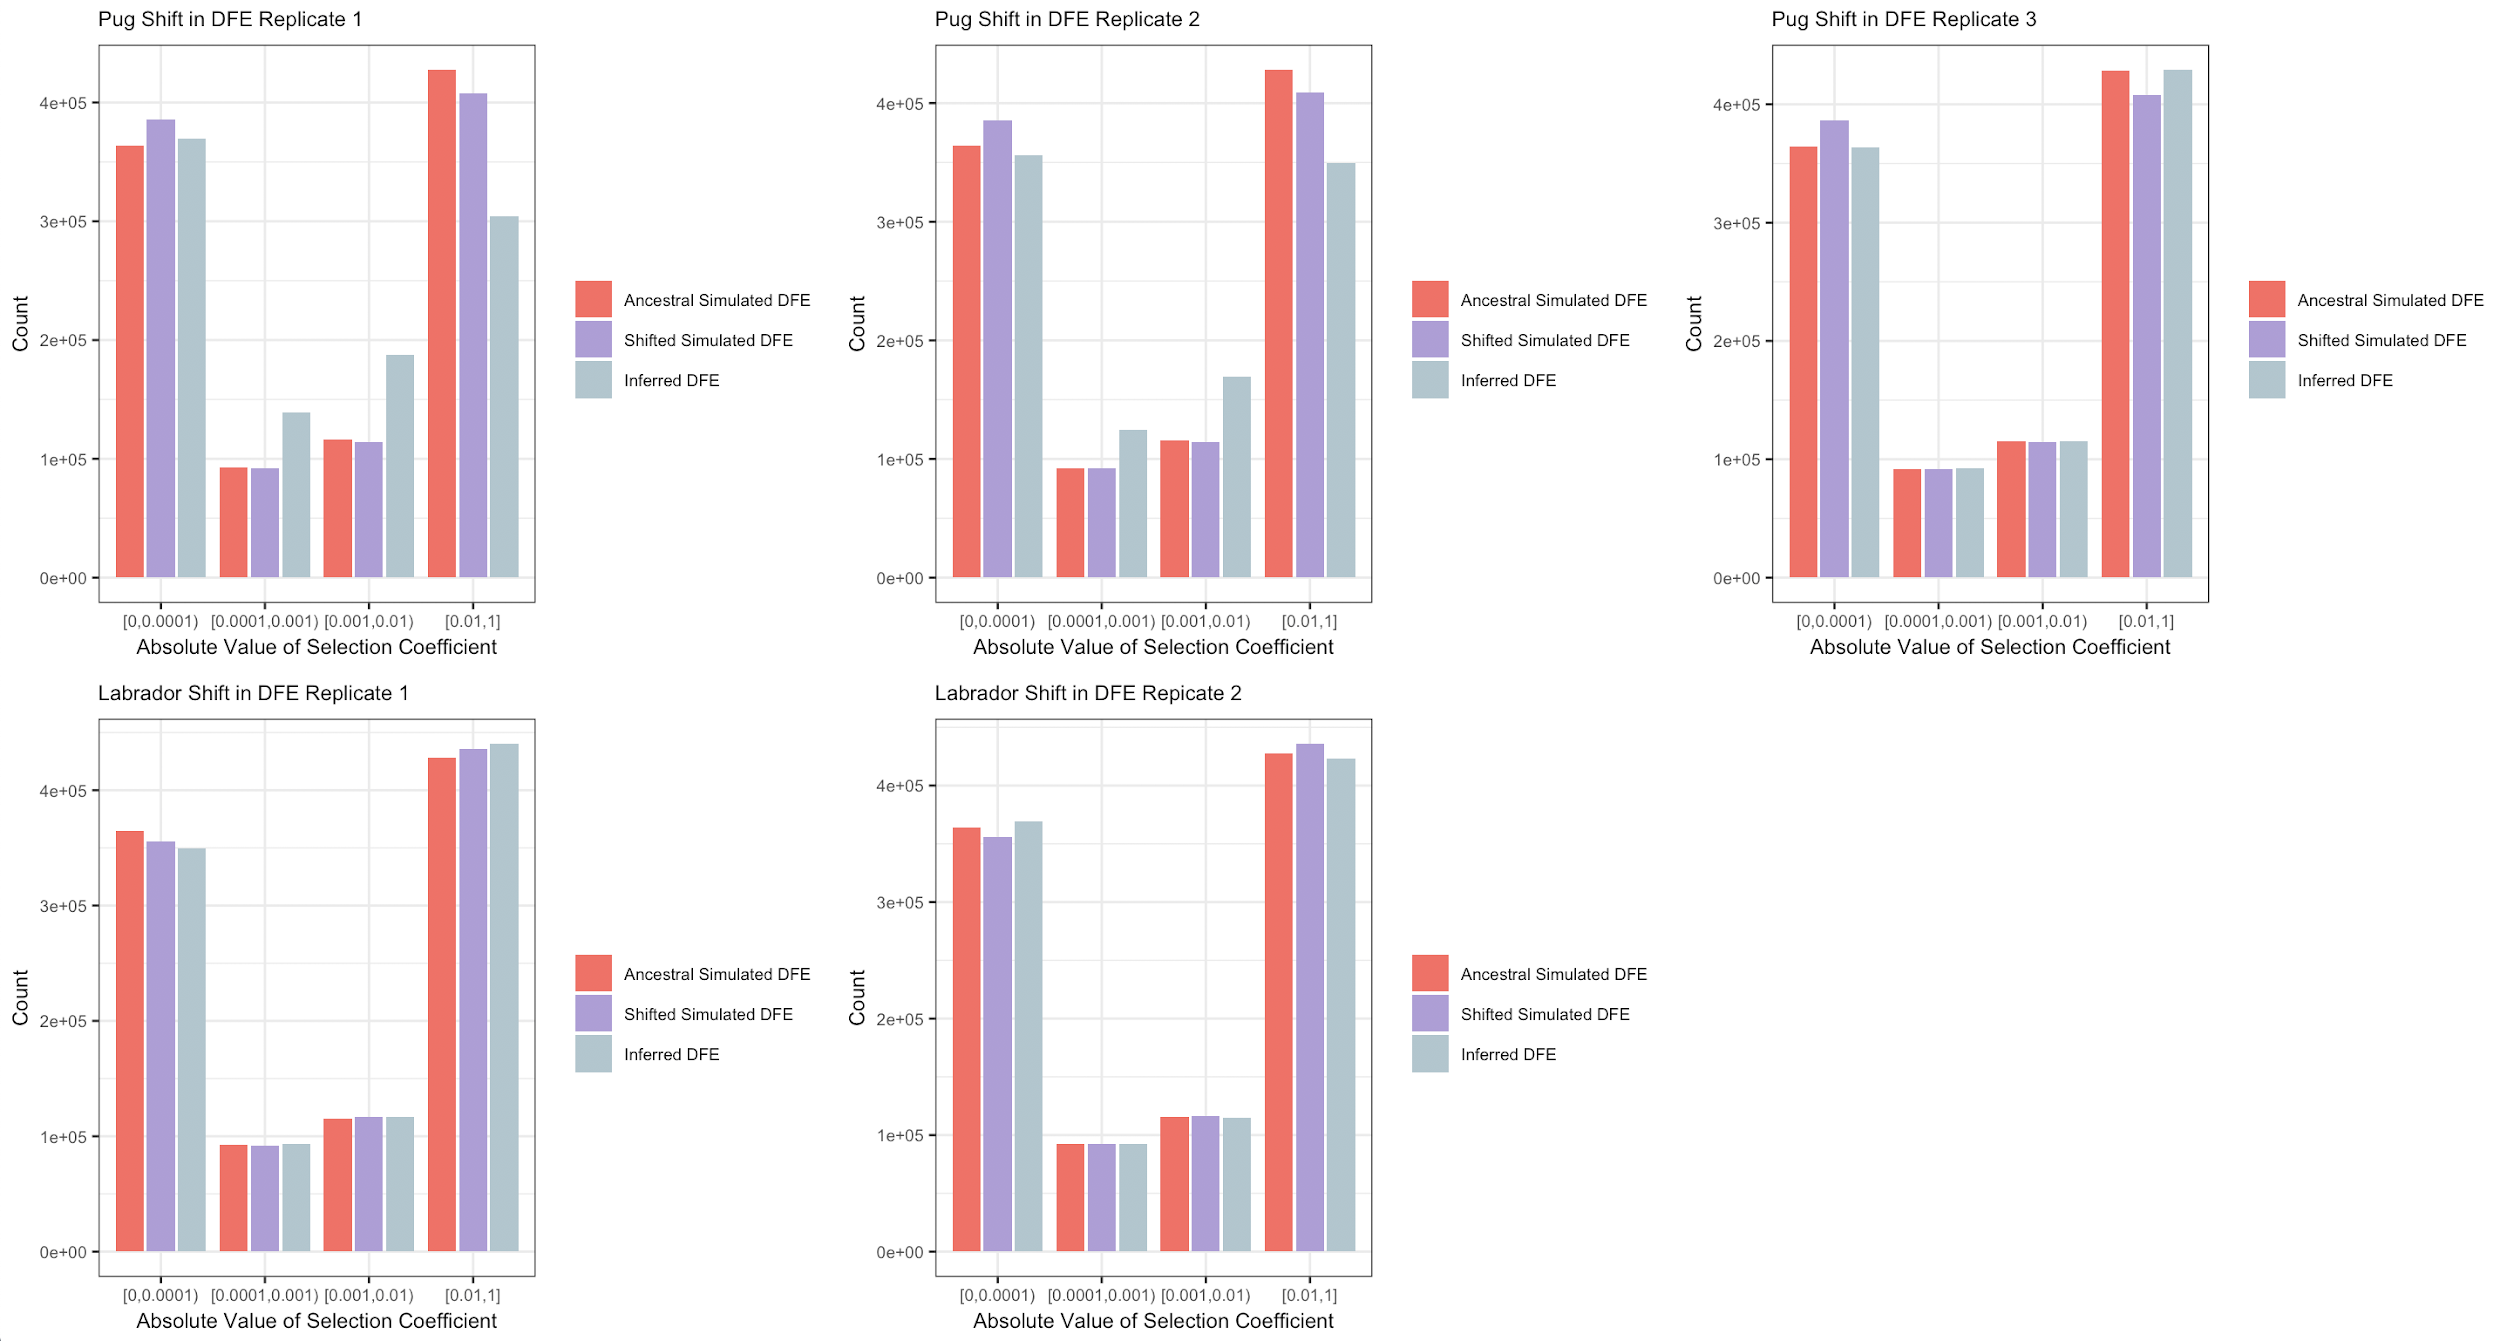 Pug Shift in DFE Replicate 1
Count
4e+05
3e+05
2e+05
1e+05
0e+00
[0,0.0001) [0.0001,0.001) [0.001,0.01) [0.01,1]
Absolute Value of Selection Coefficient
Ancestral Simulated DFE
Shifted Simulated DFE
Inferred DFE
Pug Shift in DFE Replicate 2
Count
4e+05
3e+05
2e+05
1e+05
0e+00
[0,0.0001) [0.0001,0.001) [0.001,0.01) [0.01,1]
Absolute Value of Selection Coefficient
Ancestral Simulated DFE
Shifted Simulated DFE
Inferred DFE
Pug Shift in DFE Replicate 3
Count
4e+05
3e+05
2e+05
1e+05
0e+00
[0,0.0001) [0.0001,0.001) [0.001,0.01) [0.01,1]
Absolute Value of Selection Coefficient
Ancestral Simulated DFE
Shifted Simulated DFE
Inferred DFE
Labrador Shift in DFE Replicate 1
Count
4e+05
3e+05
2e+05
1e+05
0e+00
[0,0.0001) [0.0001,0.001) [0.001,0.01) [0.01,1]
Absolute Value of Selection Coefficient
Ancestral Simulated DFE
Shifted Simulated DFE
Inferred DFE
Labrador Shift in DFE Repicate 2
Count
4e+05
3e+05
2e+05
1e+05
0e+00
[0,0.0001) [0.0001,0.001) [0.001,0.01) [0.01,1]
Absolute Value of Selection Coefficient
Ancestral Simulated DFE
Shifted Simulated DFE
Inferred DFE